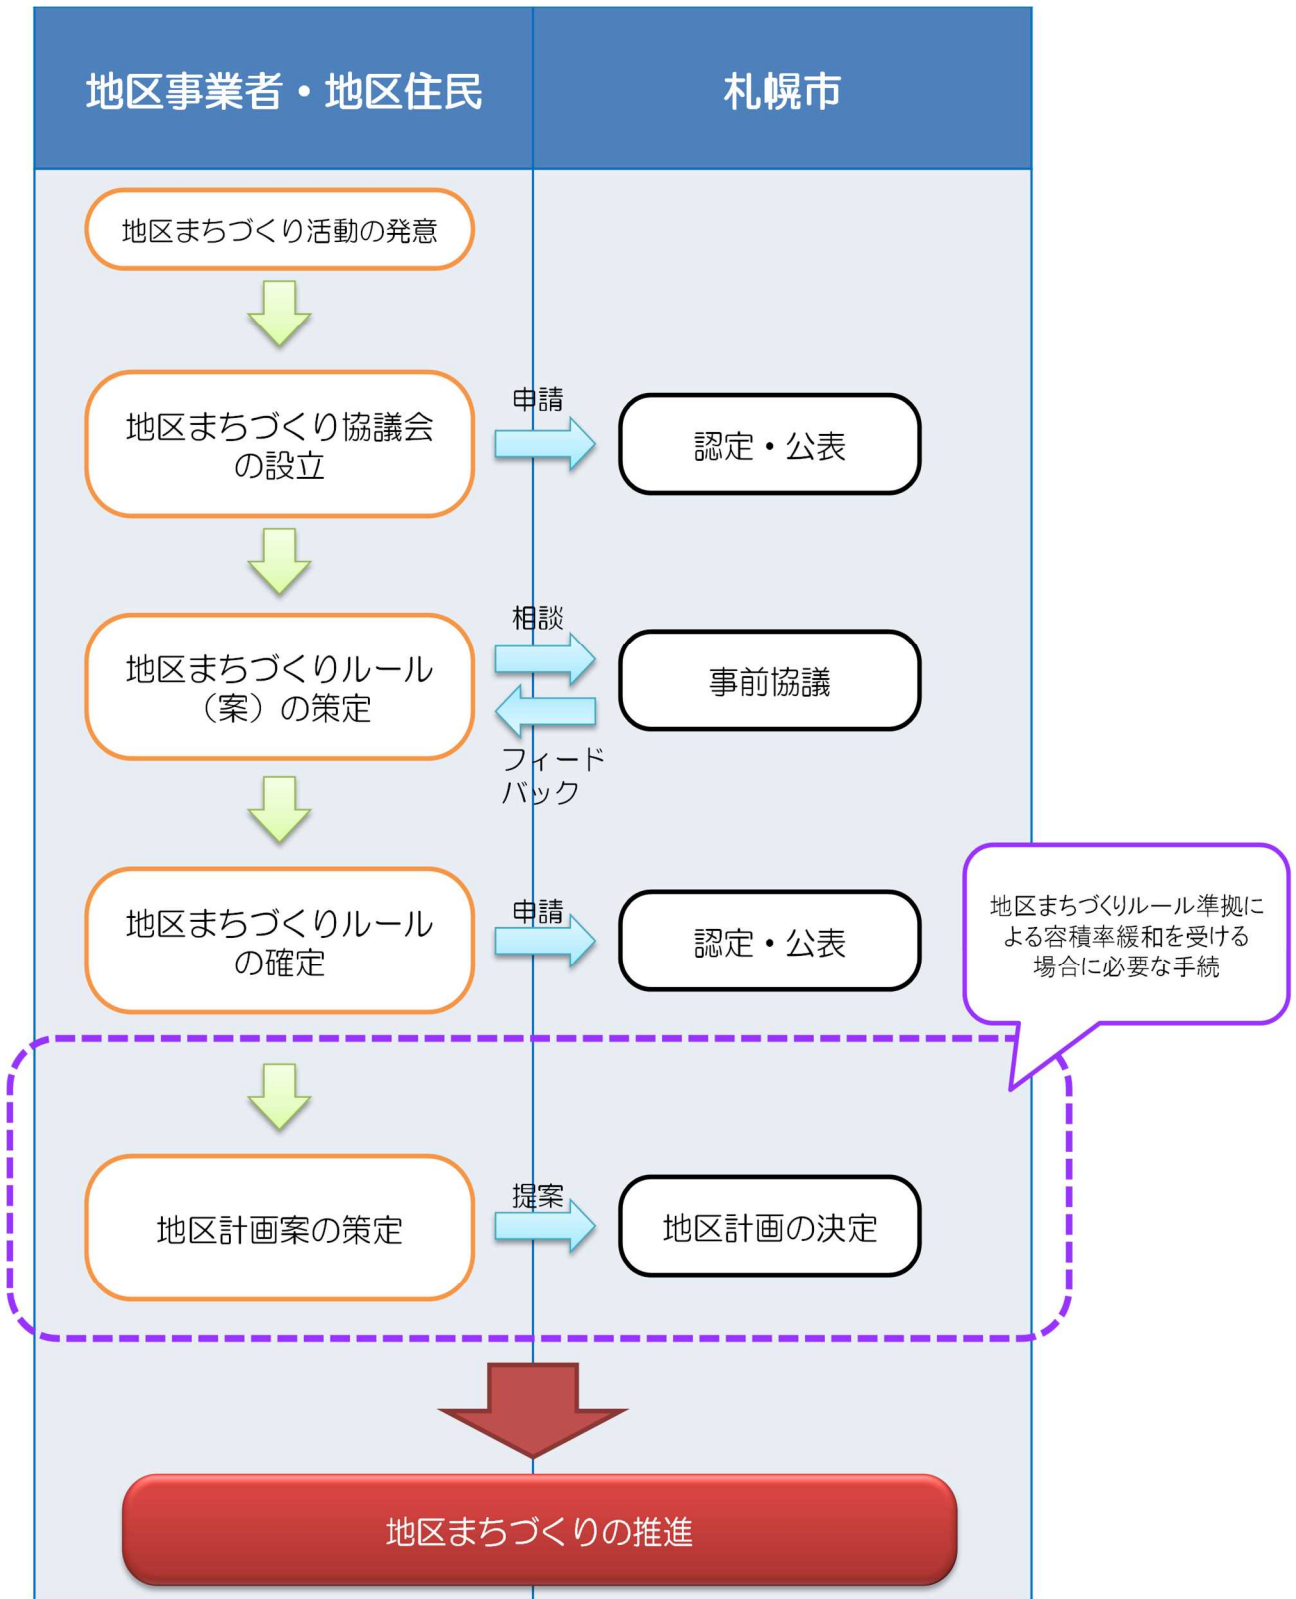 地区事業者・地区住民
札幌市
地区まちづくり活動の発意
地区まちづくり協議会
の設立
申請
認定・公表
地区まちづくりルール
（案）の策定
相談
フィード
バック
事前協議
地区まちづくりルール
の確定
申請
認定・公表
地区まちづくりルール準拠に
よる容積率緩和を受ける
場合に必要な手続
地区計画案の策定
提案
地区計画の決定
地区まちづくりの推進